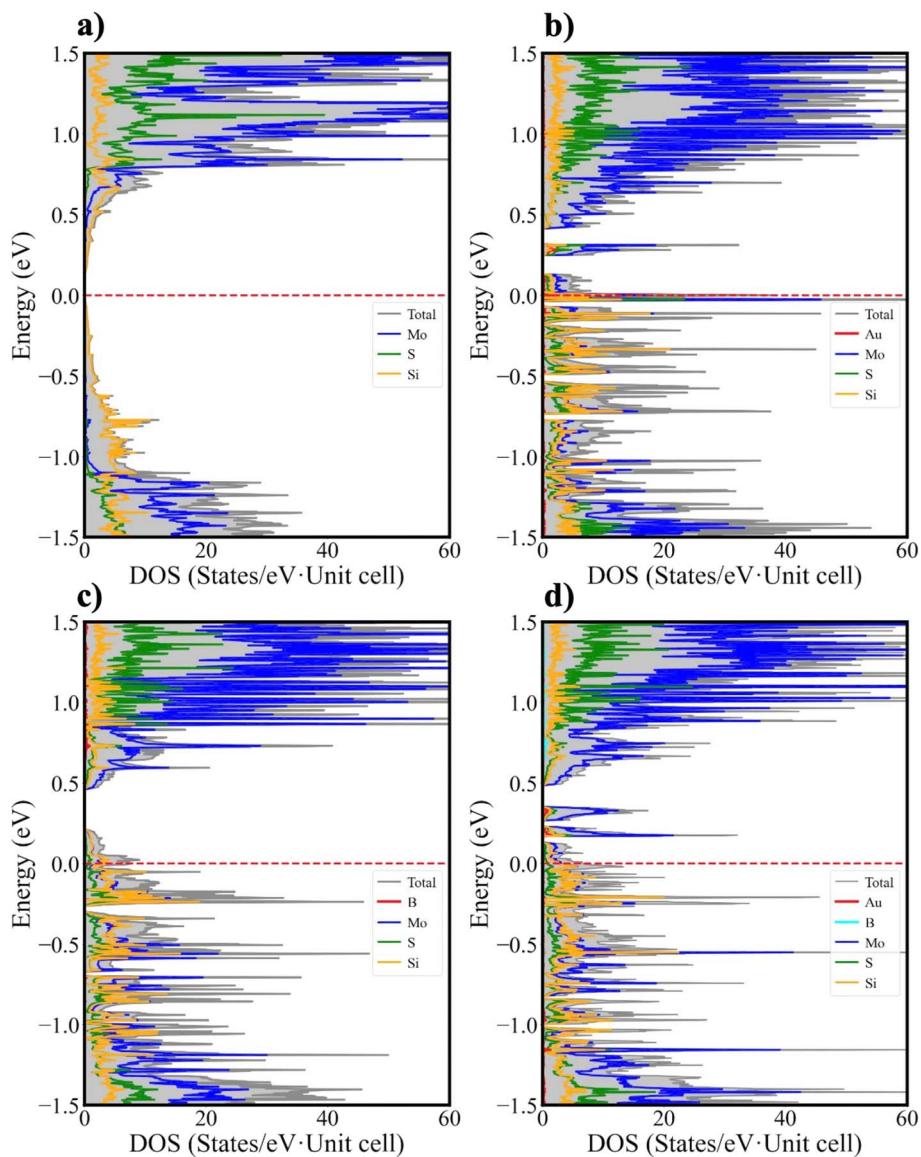 a)
1.5
1.0
0.5
0.0
−0.5
−1.0
−1.5
Energy (eV)
Total
Mo
S
Si
0
20
40
60
DOS (States/eV·Unit cell)
b)
1.5
1.0
0.5
0.0
−0.5
−1.0
−1.5
Energy (eV)
Total
Au
Mo
S
Si
0
20
40
60
DOS (States/eV·Unit cell)
c)
1.5
1.0
0.5
0.0
−0.5
−1.0
−1.5
Energy (eV)
Total
B
Mo
S
Si
0
20
40
60
DOS (States/eV·Unit cell)
d)
1.5
1.0
0.5
0.0
−0.5
−1.0
−1.5
Energy (eV)
Total
Au
B
Mo
S
Si
0
20
40
60
DOS (States/eV·Unit cell)